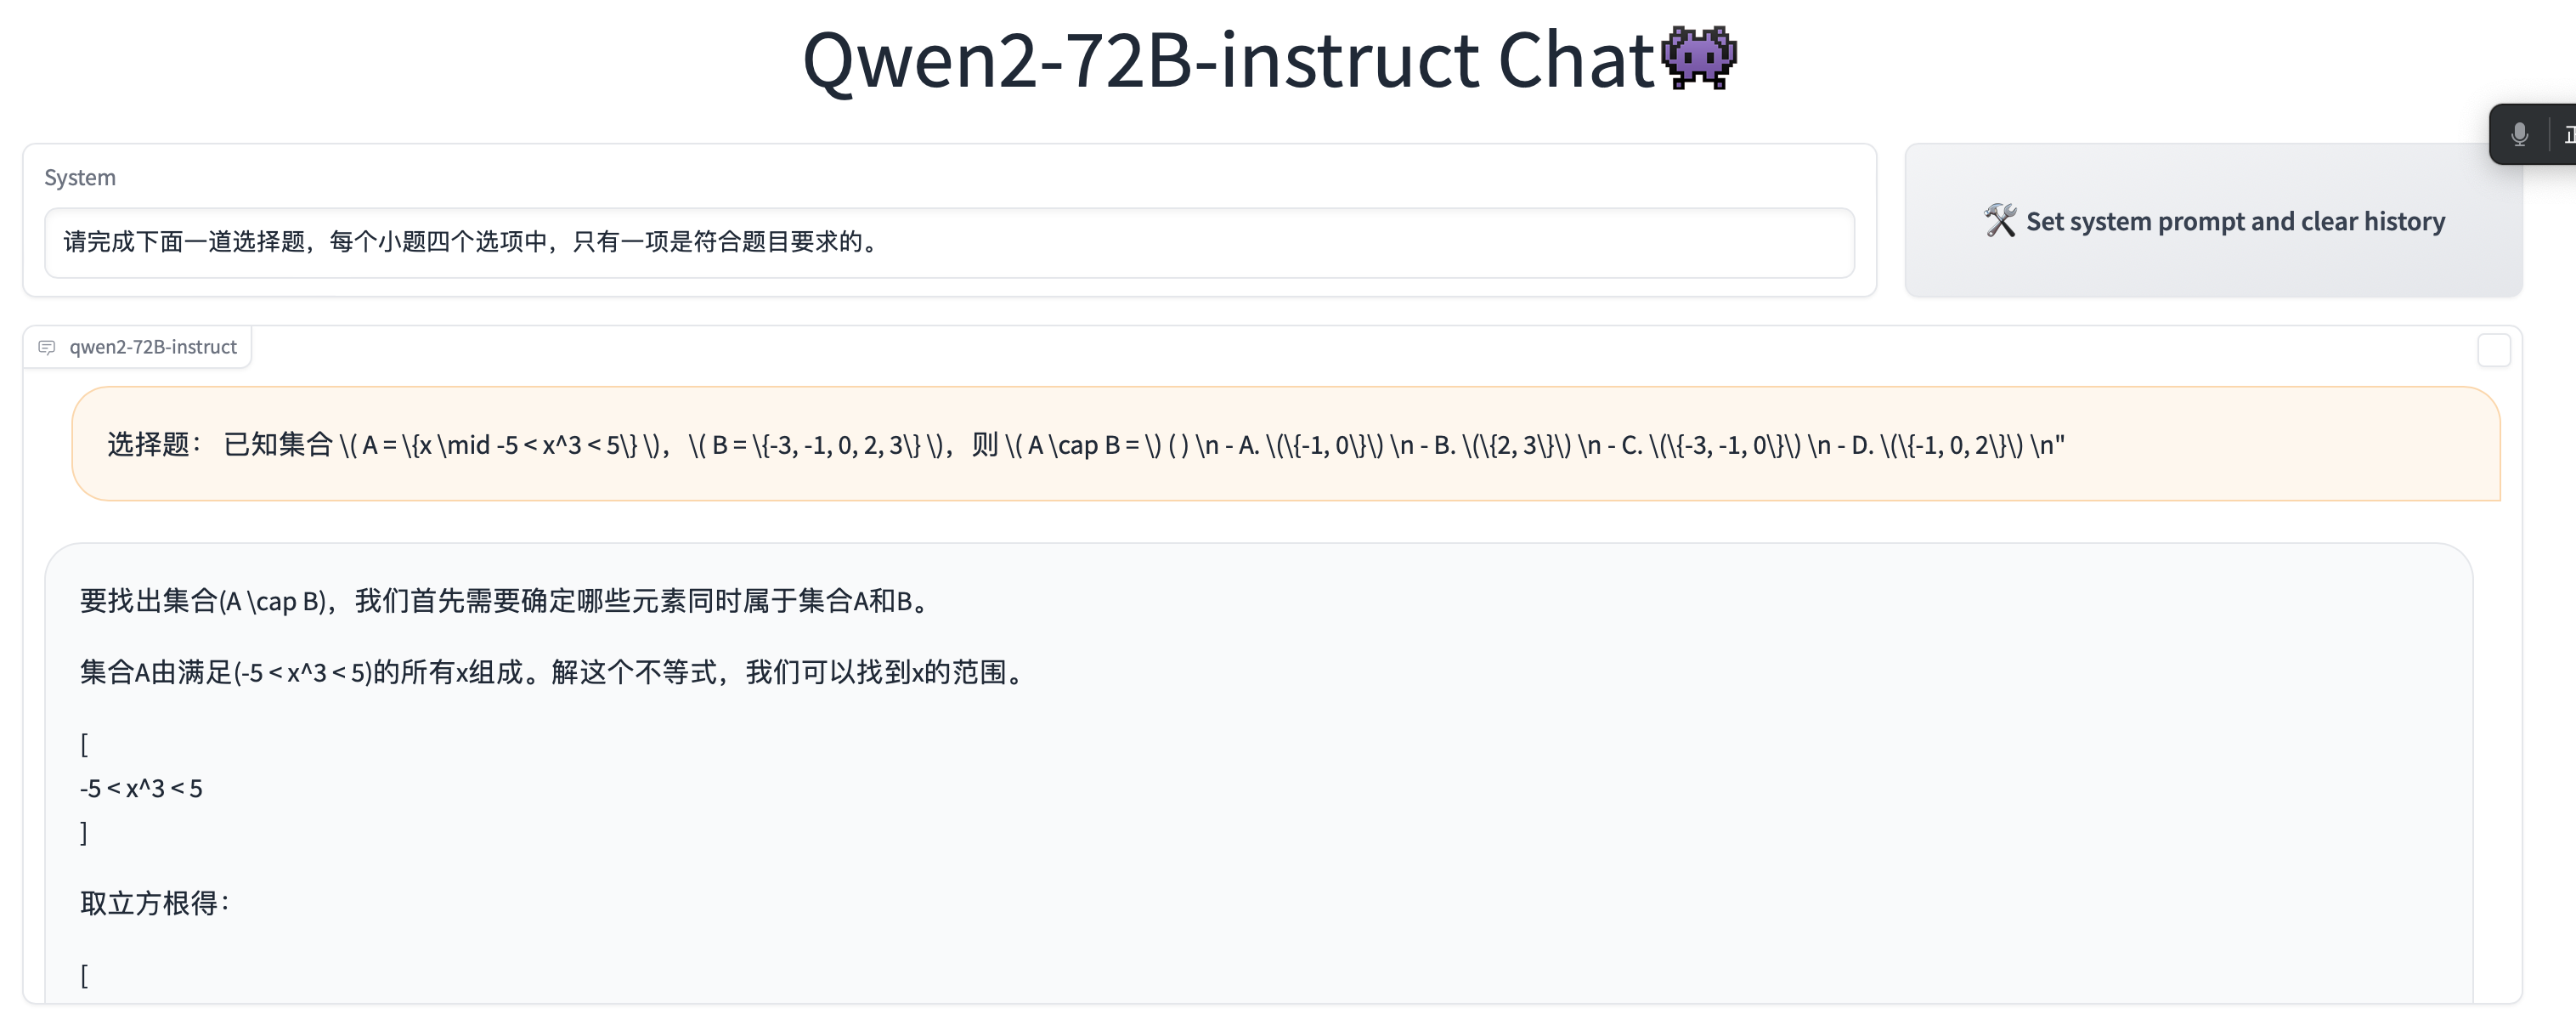 Qwen2-72B-instruct Chat👾
System
请完成下面一道选择题，每个小题四个选项中，只有一项是符合题目要求的。
🛠 Set system prompt and clear history
qwen2-72B-instruct
选择题： 已知集合 \( A = \{x \mid -5 < x^3 < 5\} \)， \( B = \{-3, -1, 0, 2, 3\} \)， 则 \( A \cap B = \) ( ) \n - A. \(\{-1, 0\}\) \n - B. \(\{2, 3\}\) \n - C. \(\{-3, -1, 0\}\) \n - D. \(\{-1, 0, 2\}\) \n"
要找出集合(A \cap B)，我们首先需要确定哪些元素同时属于集合A和B。
集合A由满足(-5 < x^3 < 5)的所有x组成。解这个不等式，我们可以找到x的范围。
[
-5 < x^3 < 5
]
取立方根得：
[